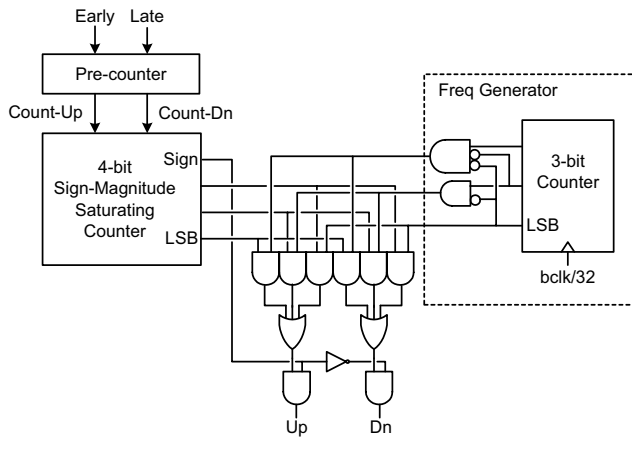 Early Late
Pre-counter
Count-Up Count-Dn
Freq Generator
4-bit
Sign-Magnitude
Saturating
Counter
Sign
LSB
3-bit
Counter
LSB
bclk/32
Up Dn